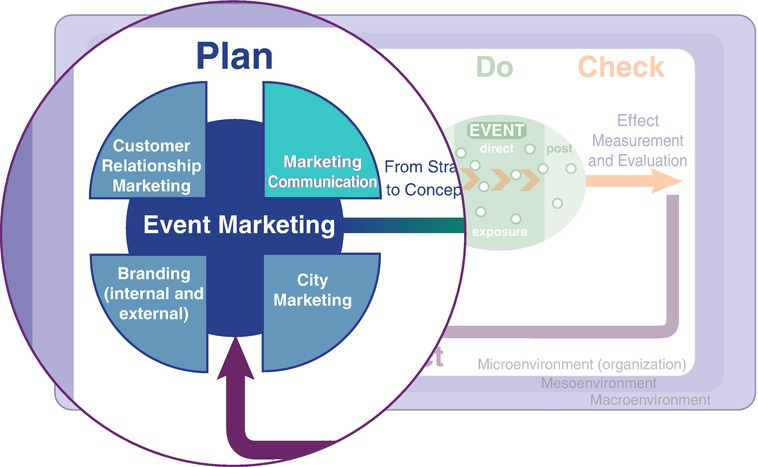 Plan
Do
Check
Customer
Relationship
Marketing
Marketing
Communication
Event Marketing
Branding
(internal and
external)
City
Marketing
From Stra
to Concep
EVENT
direct
post
exposure
Effect
Measurement
and Evaluation
ct
Microenvironment (organization)
Mesoenvironment
Macroenvironment